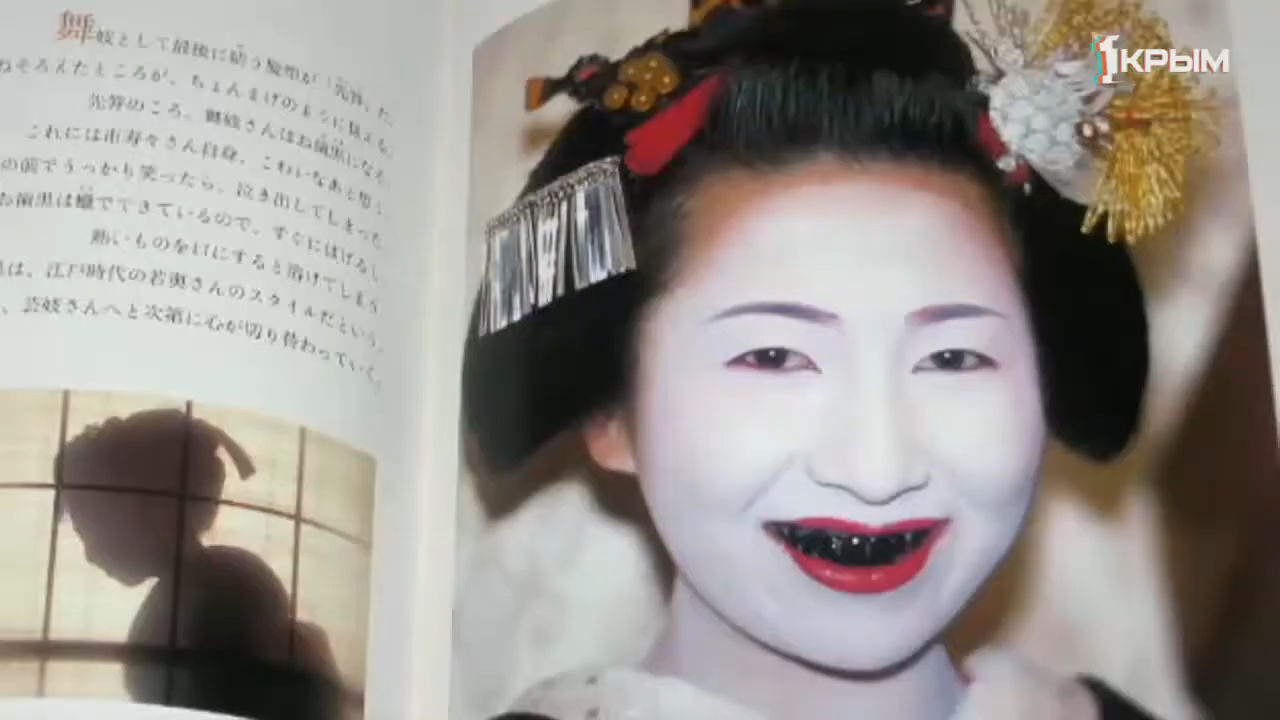 舞妓として最後に結う髪型が「先笄」た
ねそろえたところが、ちょんまげのように見える。
先笄のころ、舞妓さんはお歯黒になる
これには市寿々さん自身、こわいなあと思う
の前でうっかり笑ったら、泣き出してしまった
お歯黒は蠟でできているので、すぐにはげるし
熱いものを口にすると溶けてしまう
は、江戸時代の若奥さんのスタイルだという。
、芸妓さんへと次第に心が切り替わっていく。
1КРЫМ